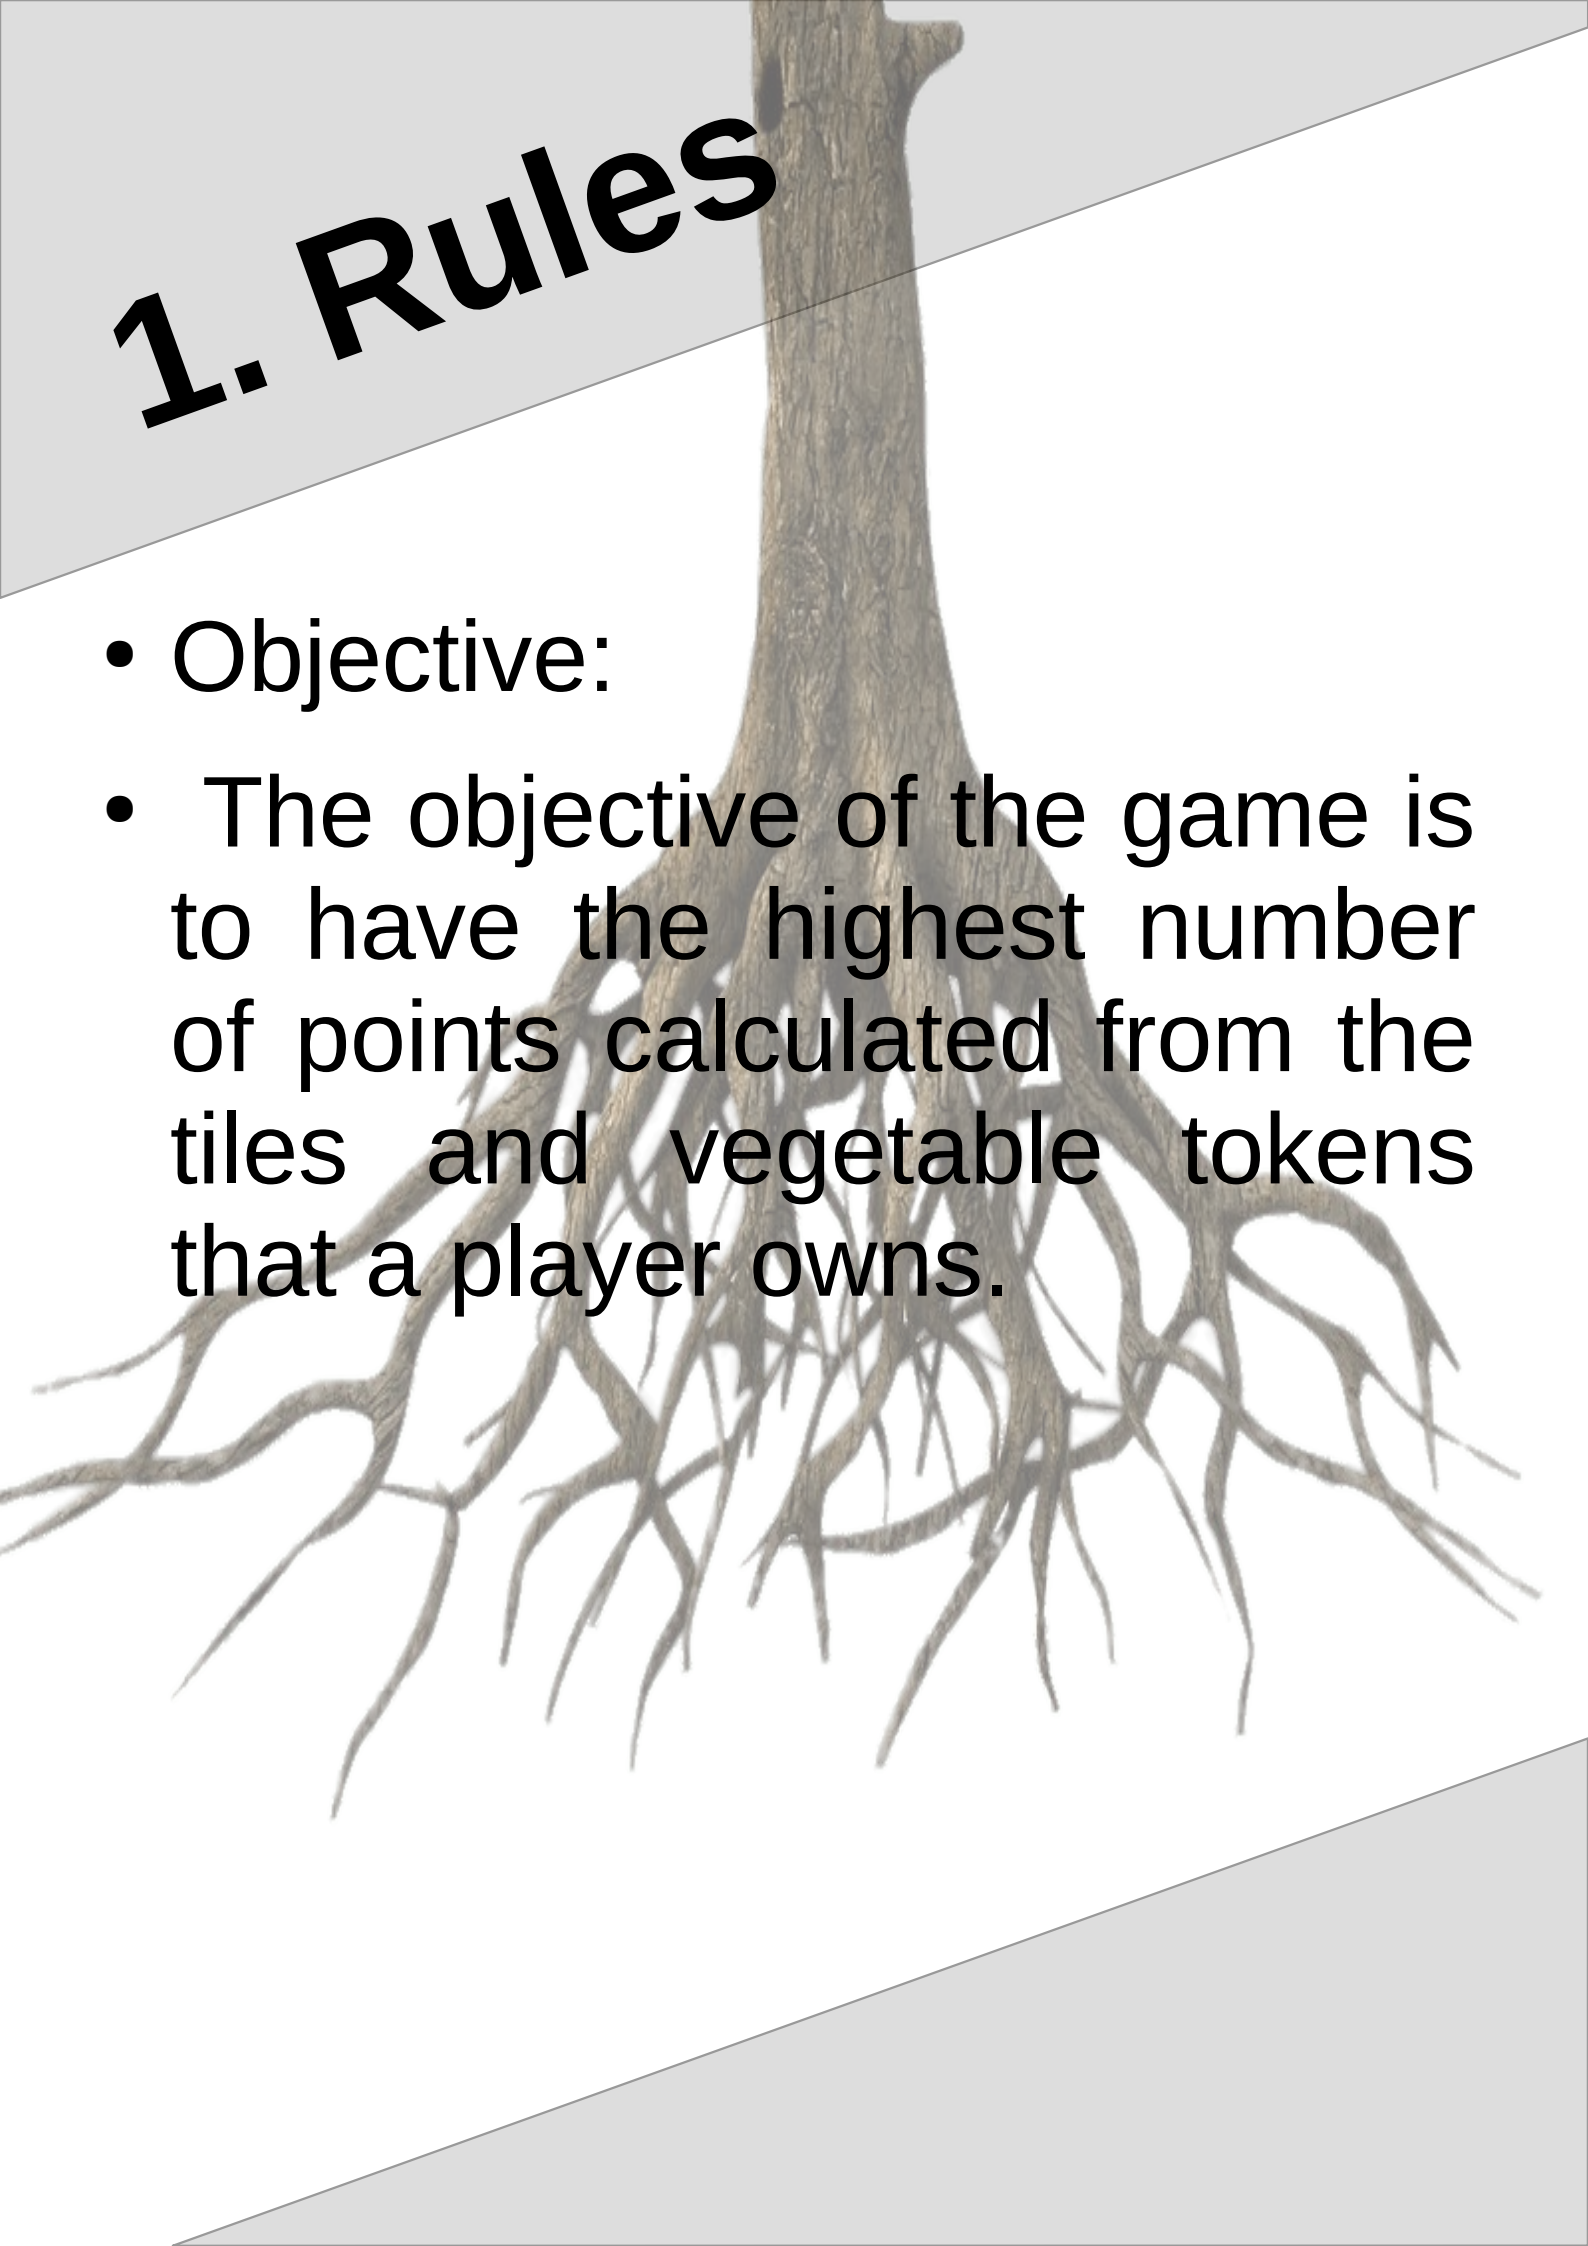 1. Rules
• Objective:
• The objective of the game is
to have the highest number
of points calculated from the
tiles and vegetable tokens
that a player owns.